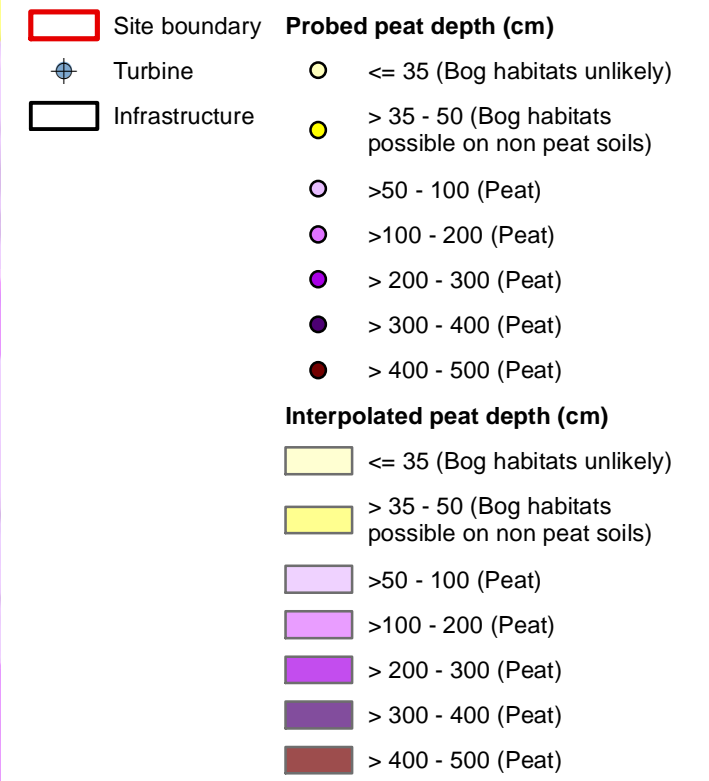 Site boundary
Turbine
Infrastructure
Probed peat depth (cm)
<= 35 (Bog habitats unlikely)
> 35 - 50 (Bog habitats
possible on non peat soils)
>50 - 100 (Peat)
>100 - 200 (Peat)
> 200 - 300 (Peat)
> 300 - 400 (Peat)
> 400 - 500 (Peat)
Interpolated peat depth (cm)
<= 35 (Bog habitats unlikely)
> 35 - 50 (Bog habitats
possible on non peat soils)
>50 - 100 (Peat)
>100 - 200 (Peat)
> 200 - 300 (Peat)
> 300 - 400 (Peat)
> 400 - 500 (Peat)